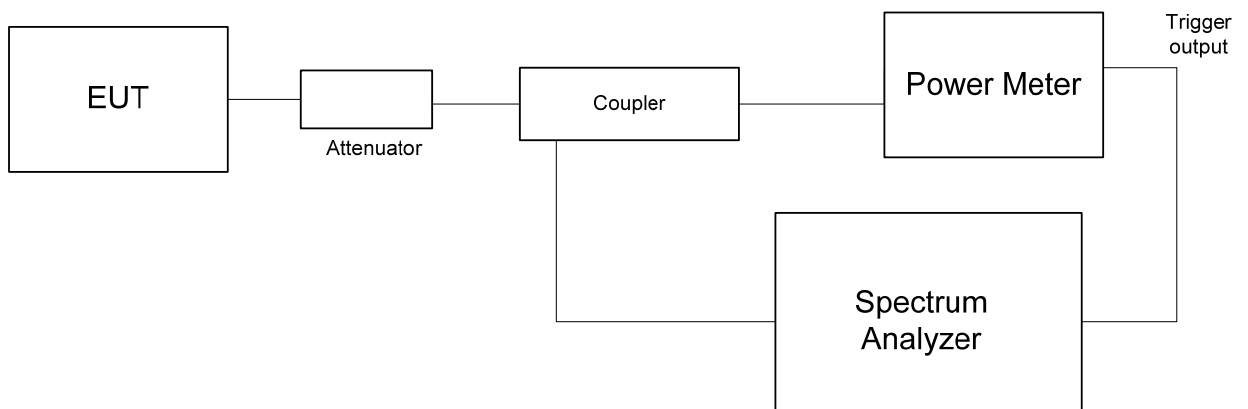 Trigger
output
EUT
Power Meter
Coupler
Attenuator
Spectrum
Analyzer